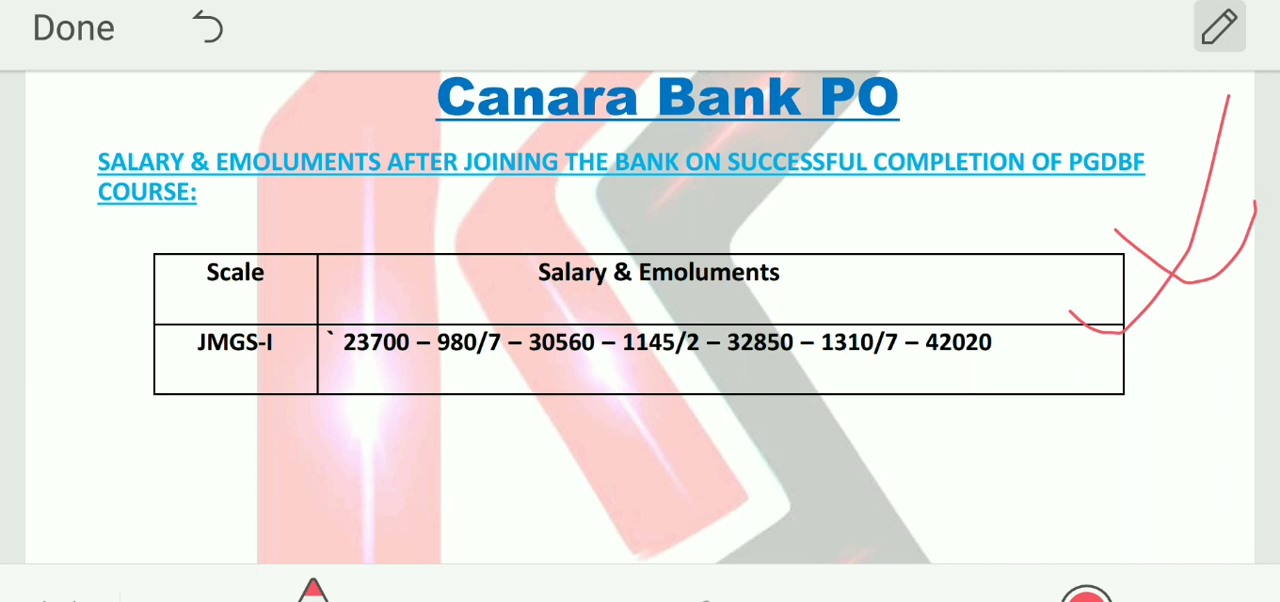 Done
Canara Bank PO
SALARY & EMOLUMENTS AFTER JOINING THE BANK ON SUCCESSFUL COMPLETION OF PGDBF
COURSE:
Scale Salary & Emoluments
JMGS-I ` 23700 – 980/7 – 30560 – 1145/2 – 32850 – 1310/7 – 42020